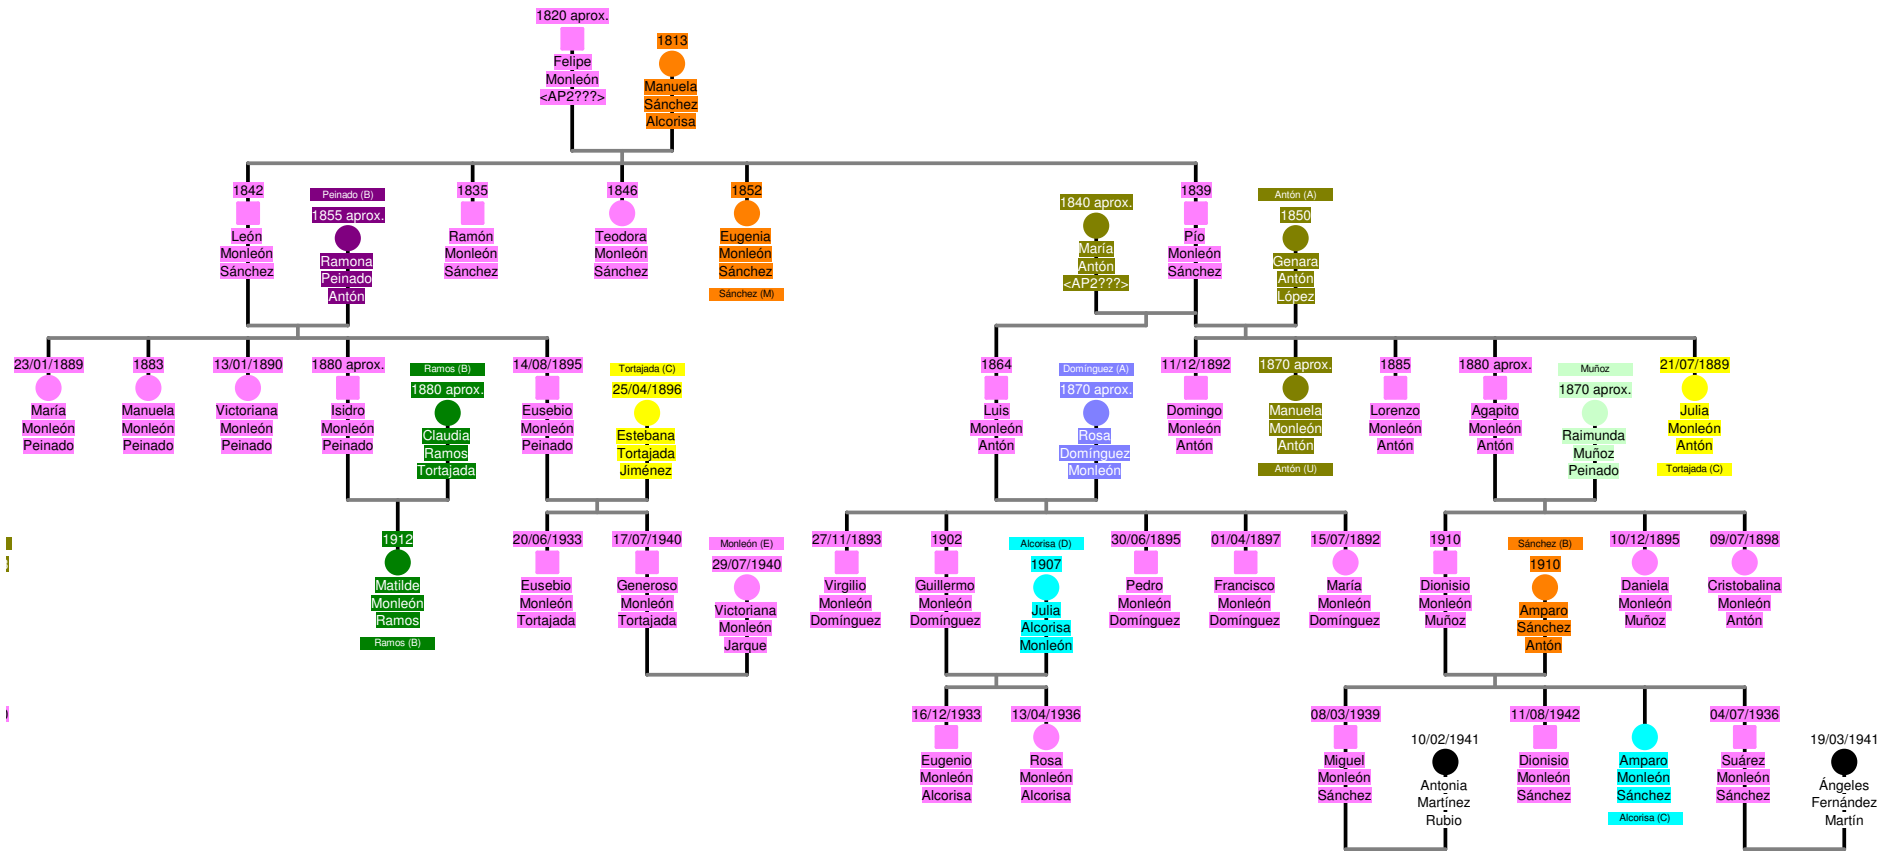 1820 aprox.
Felipe
Monleón
<AP2???>
1813
Manuela
Sánchez
Alcorisa
1842
León
Monleón
Sánchez
Peinado (B)
1855 aprox.
Ramona
Peinado
Antón
1835
Ramón
Monleón
Sánchez
1846
Teodora
Monleón
Sánchez
1852
Eugenia
Monleón
Sánchez
Sánchez (M)
1840 aprox.
María
Antón
<AP2???>
1839
Pío
Monleón
Sánchez
Antón (A)
1850
Genara
Antón
López
23/01/1889
María
Monleón
Peinado
1883
Manuela
Monleón
Peinado
13/01/1890
Victoriana
Monleón
Peinado
1880 aprox.
Isidro
Monleón
Peinado
Ramos (B)
1880 aprox.
Claudia
Ramos
Tortajada
14/08/1895
Eusebio
Monleón
Peinado
Tortajada (C)
25/04/1896
Estebana
Tortajada
Jiménez
1864
Luis
Monleón
Antón
Domínguez (A)
1870 aprox.
Rosa
Domínguez
Monleón
11/12/1892
Domingo
Monleón
Antón
1870 aprox.
Manuela
Monleón
Antón
Antón (U)
1885
Lorenzo
Monleón
Antón
1880 aprox.
Agapito
Monleón
Antón
Muñoz
1870 aprox.
Raimunda
Muñoz
Peinado
21/07/1889
Julia
Monleón
Antón
Tortajada (C)
1912
Matilde
Monleón
Ramos
Ramos (B)
20/06/1933
Eusebio
Monleón
Tortajada
17/07/1940
Generoso
Monleón
Tortajada
Monleón (E)
29/07/1940
Victoriana
Monleón
Jarque
27/11/1893
Virgilio
Monleón
Domínguez
1902
Guillermo
Monleón
Domínguez
Alcorisa (D)
1907
Julia
Alcorisa
Monleón
30/06/1895
Pedro
Monleón
Domínguez
01/04/1897
Francisco
Monleón
Domínguez
15/07/1892
María
Monleón
Domínguez
1910
Dionisio
Monleón
Muñoz
Sánchez (B)
1910
Amparo
Sánchez
Antón
10/12/1895
Daniela
Monleón
Muñoz
09/07/1898
Cristobalina
Monleón
Antón
16/12/1933
Eugenio
Monleón
Alcorisa
13/04/1936
Rosa
Monleón
Alcorisa
08/03/1939
Miguel
Monleón
Sánchez
10/02/1941
Antonia
Martínez
Rubio
11/08/1942
Dionisio
Monleón
Sánchez
Amparo
Monleón
Sánchez
Alcorisa (C)
04/07/1936
Suárez
Monleón
Sánchez
19/03/1941
Ángeles
Fernández
Martín